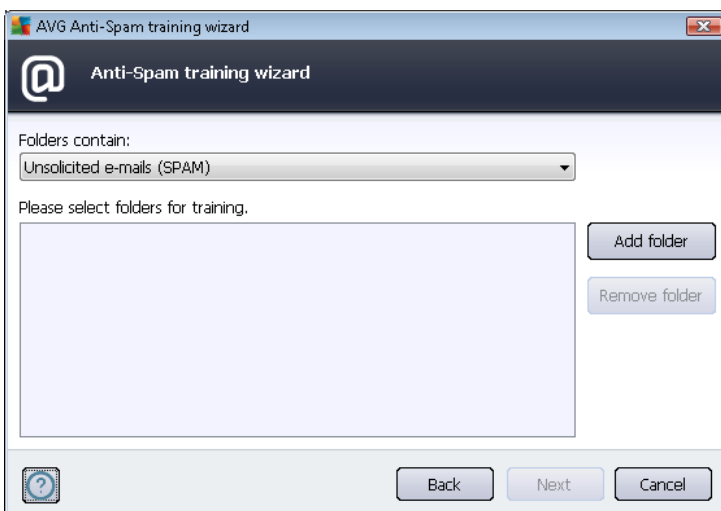 AVG Anti-Spam training wizard
Anti-Spam training wizard
Folders contain:
Unsolicited e-mails (SPAM)
Please select folders for training.
Add folder
Remove folder
Back
Next
Cancel